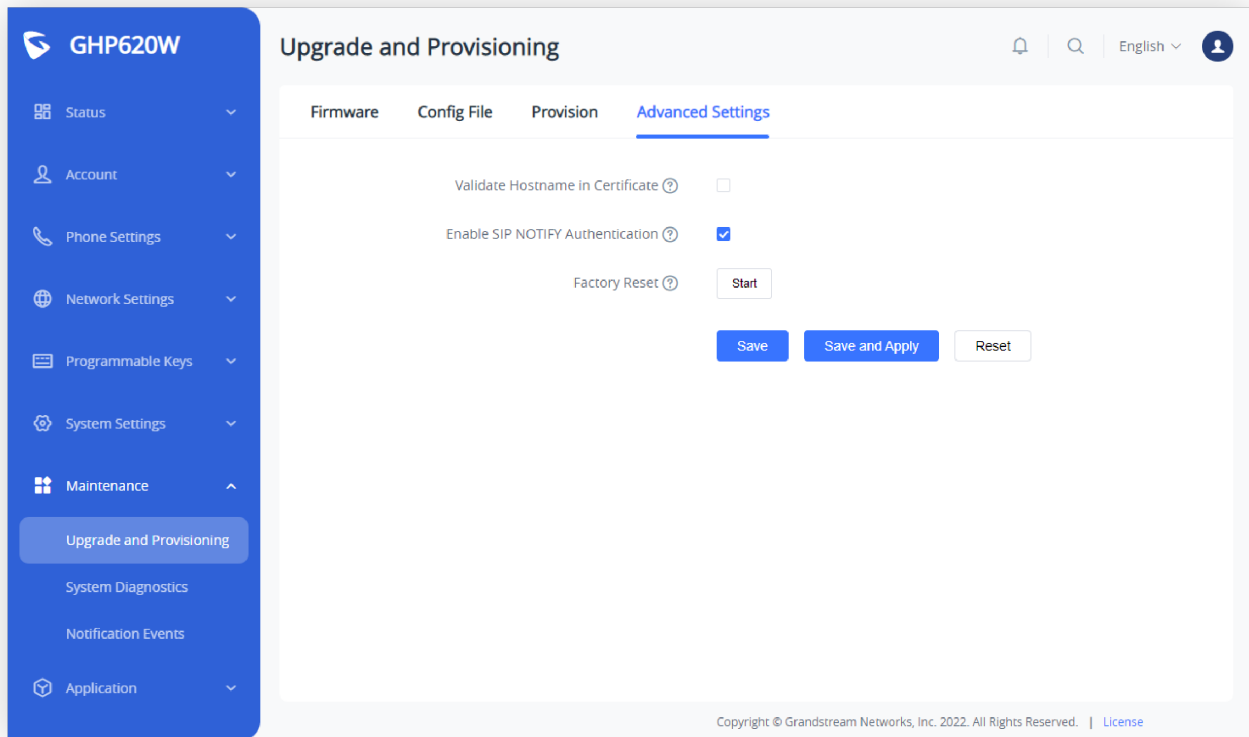 GHP620W
Upgrade and Provisioning
English
Status
Account
Phone Settings
Network Settings
Programmable Keys
System Settings
Maintenance
Upgrade and Provisioning
System Diagnostics
Notification Events
Application
Firmware Config File Provision Advanced Settings
Validate Hostname in Certificate ?
Enable SIP NOTIFY Authentication ?
Factory Reset ? Start
Save Save and Apply Reset
Copyright © Grandstream Networks, Inc. 2022. All Rights Reserved. | License